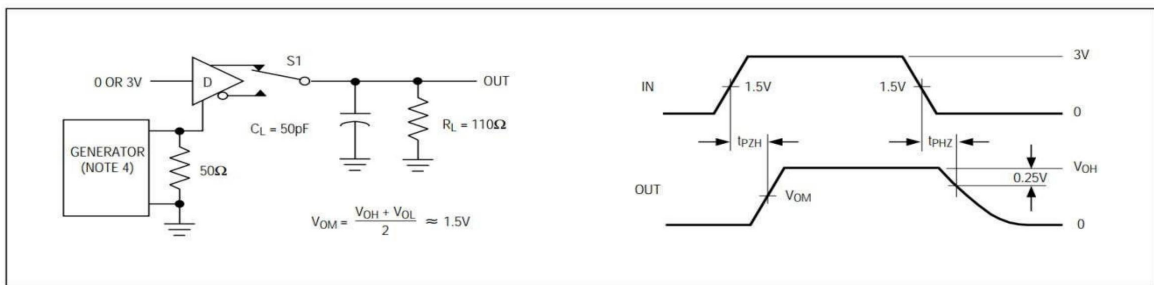 S1
0 OR 3V
D
OUT
C_L = 50pF
R_L = 110Ω
GENERATOR
(NOTE 4)
50Ω
V_OM = (V_OH + V_OL) / 2 ≈ 1.5V
3V
IN
1.5V
1.5V
0
t_PZH
t_PHZ
V_OH
0.25V
OUT
V_OM
0